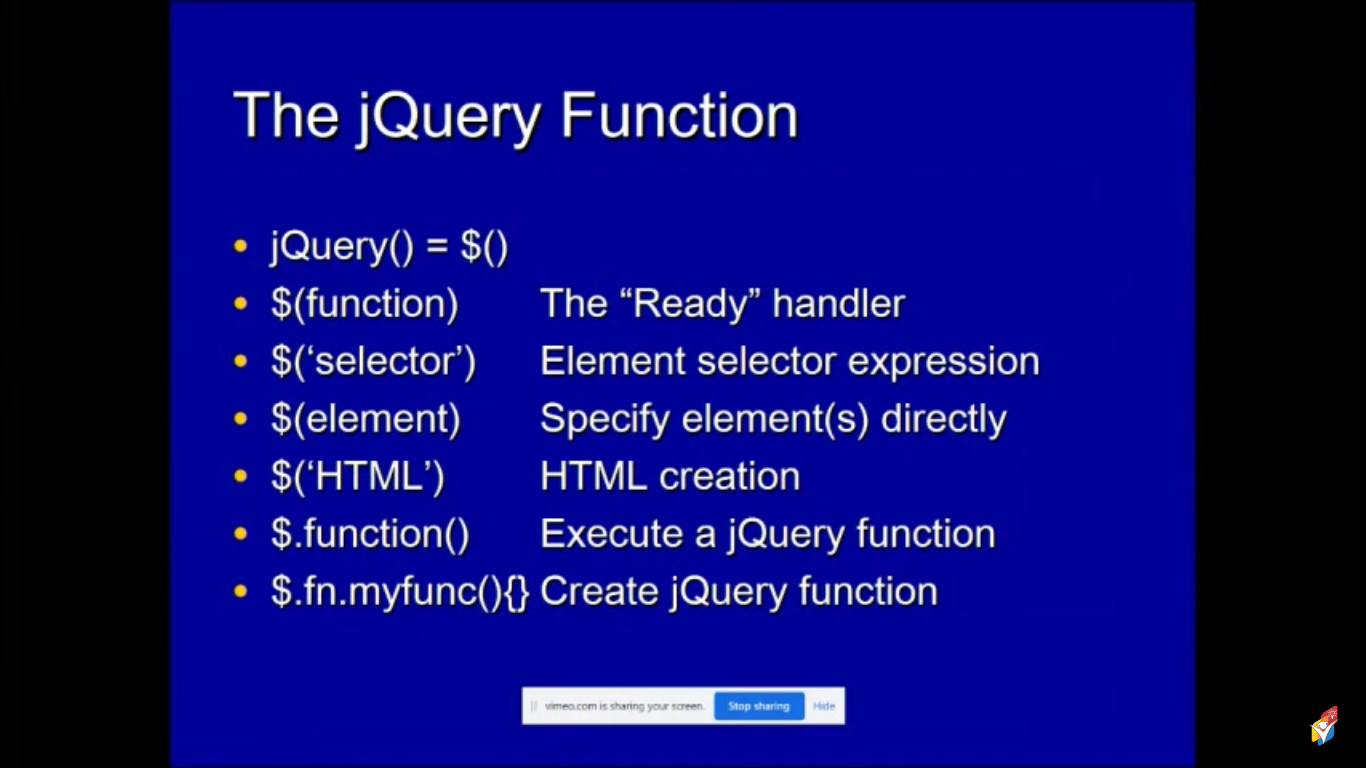 The jQuery Function
• jQuery() = $()
• $(function) The “Ready” handler
• $(‘selector’) Element selector expression
• $(element) Specify element(s) directly
• $(‘HTML’) HTML creation
• $.function() Execute a jQuery function
• $.fn.myfunc(){} Create jQuery function
vimeo.com is sharing your screen. Stop sharing Hide